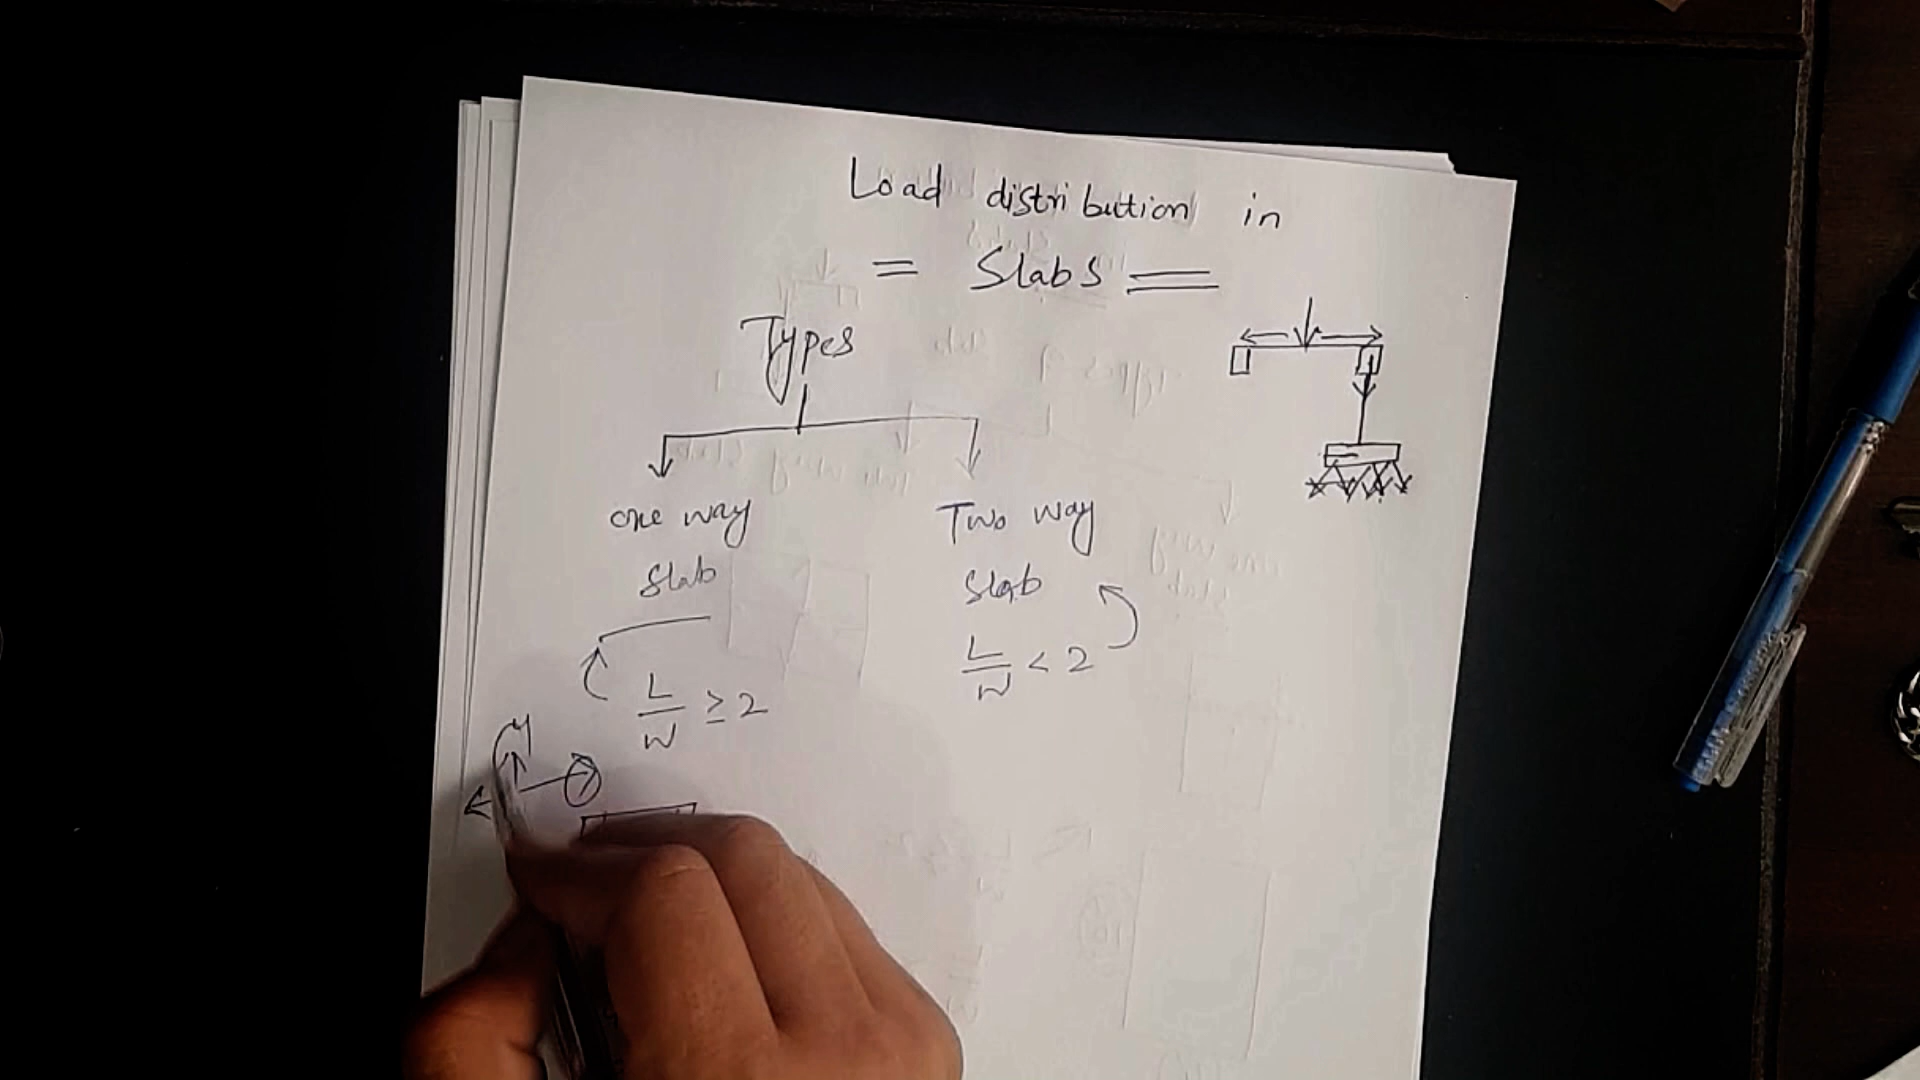 Load distribution in
= Slabs =
Types
one way
slab
L/W ≥ 2
Two way
slab
L/W < 2
y